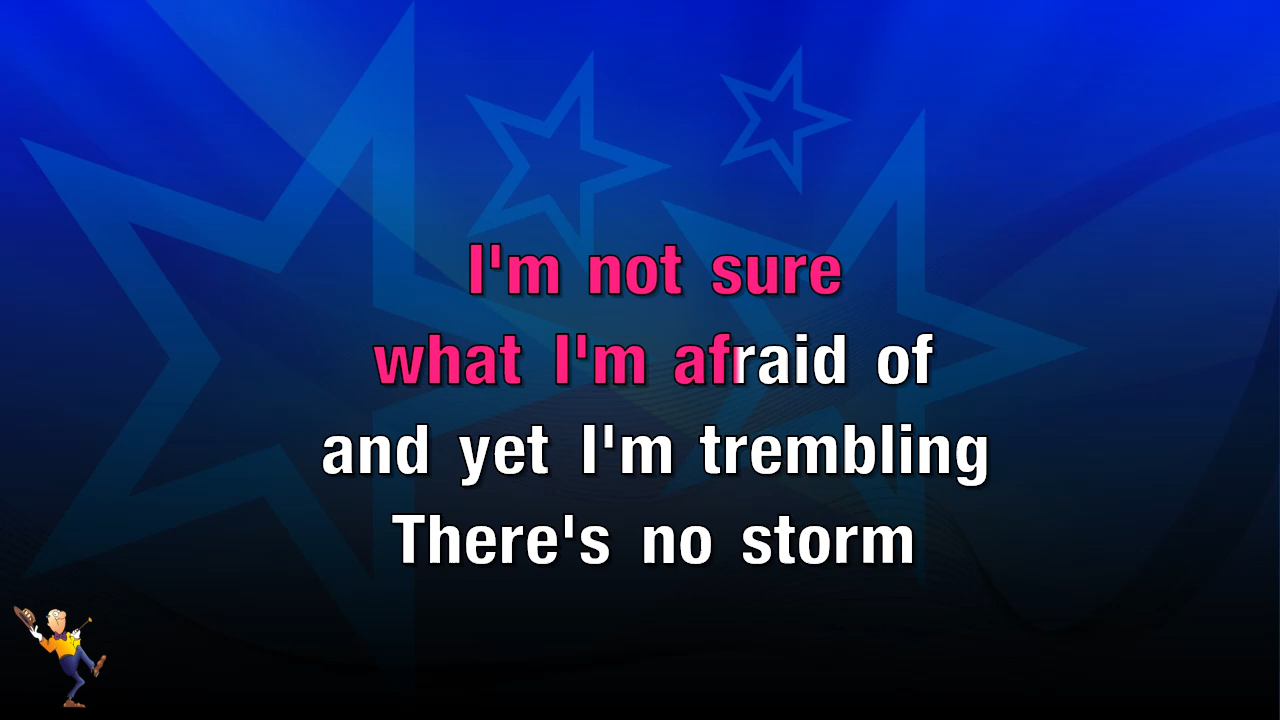 I'm not sure
what I'm afraid of
and yet I'm trembling
There's no storm